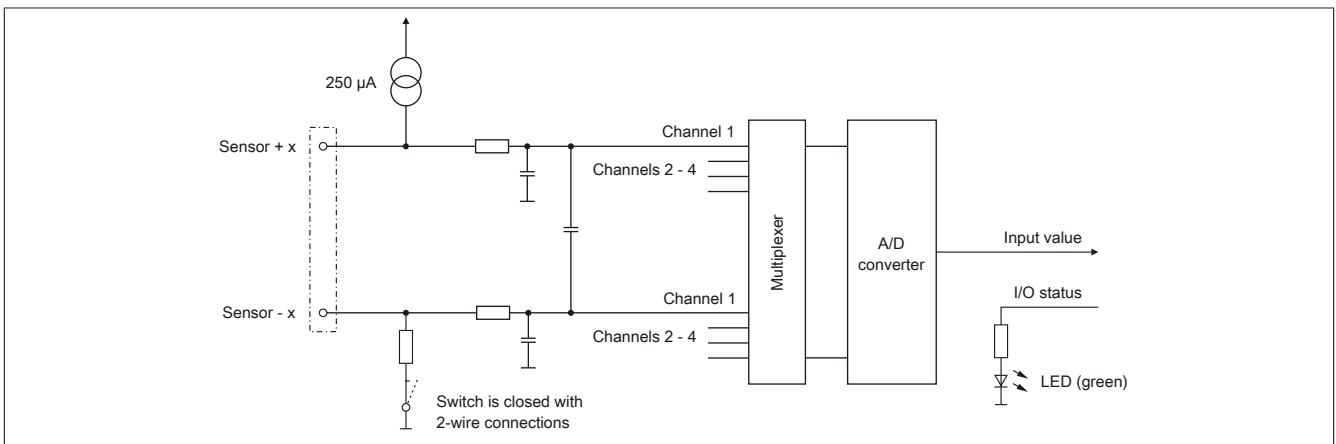 250 µA
Sensor + x
Channel 1
Channels 2 - 4
Multiplexer
A/D
converter
Input value
I/O status
Sensor - x
Channel 1
Channels 2 - 4
LED (green)
Switch is closed with
2-wire connections